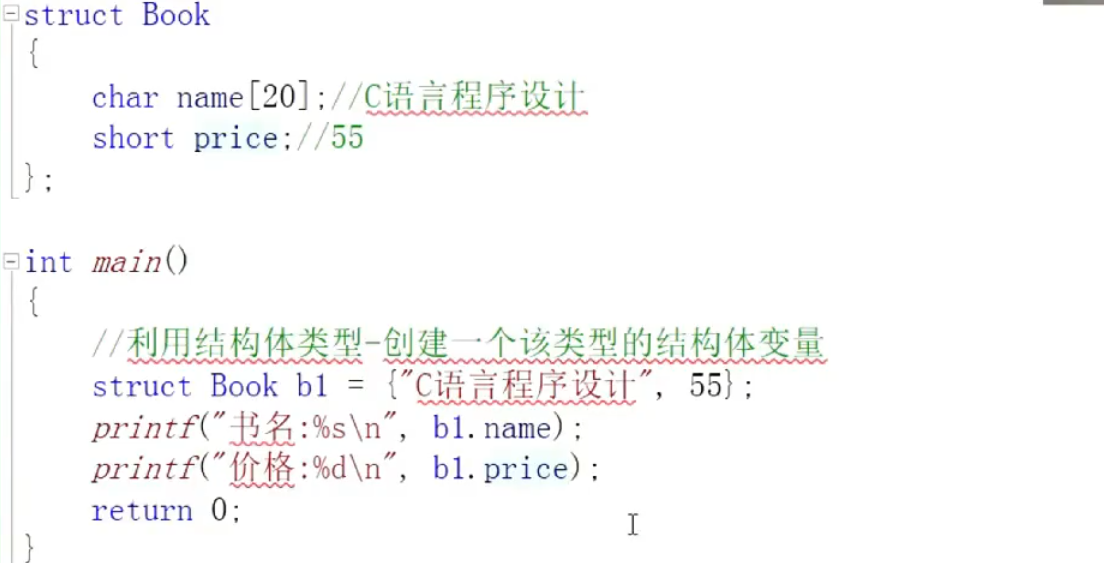 struct Book
{
    char name[20];//C语言程序设计
    short price;//55
};
int main()
{
    //利用结构体类型-创建一个该类型的结构体变量
    struct Book b1 = {"C语言程序设计", 55};
    printf("书名:%s\n", b1.name);
    printf("价格:%d\n", b1.price);
    return 0;
}